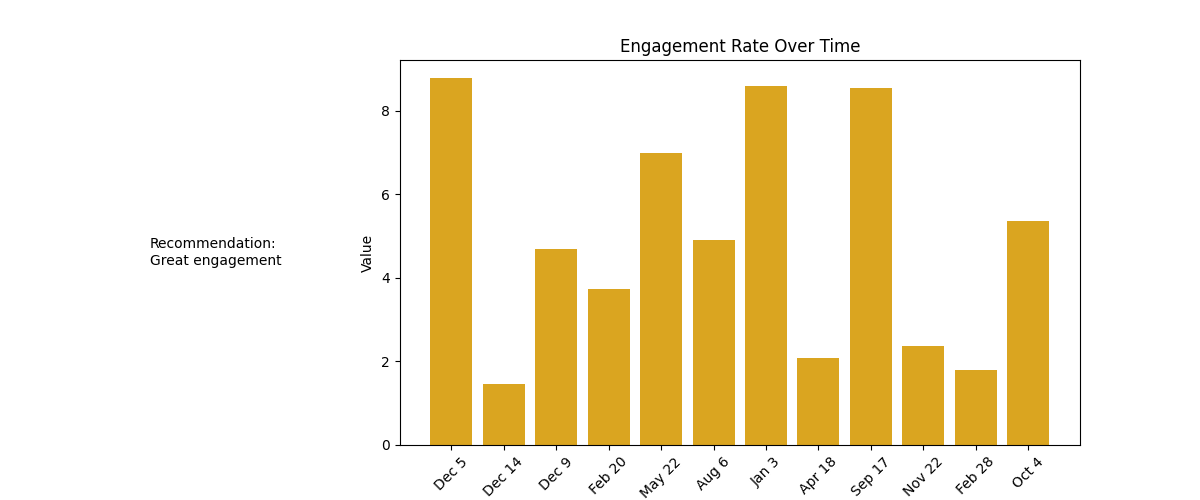 Engagement Rate Over Time
Recommendation:
Great engagement
Value
8
6
4
2
0
Dec 5
Dec 14
Dec 9
Feb 20
May 22
Aug 6
Jan 3
Apr 18
Sep 17
Nov 22
Feb 28
Oct 4